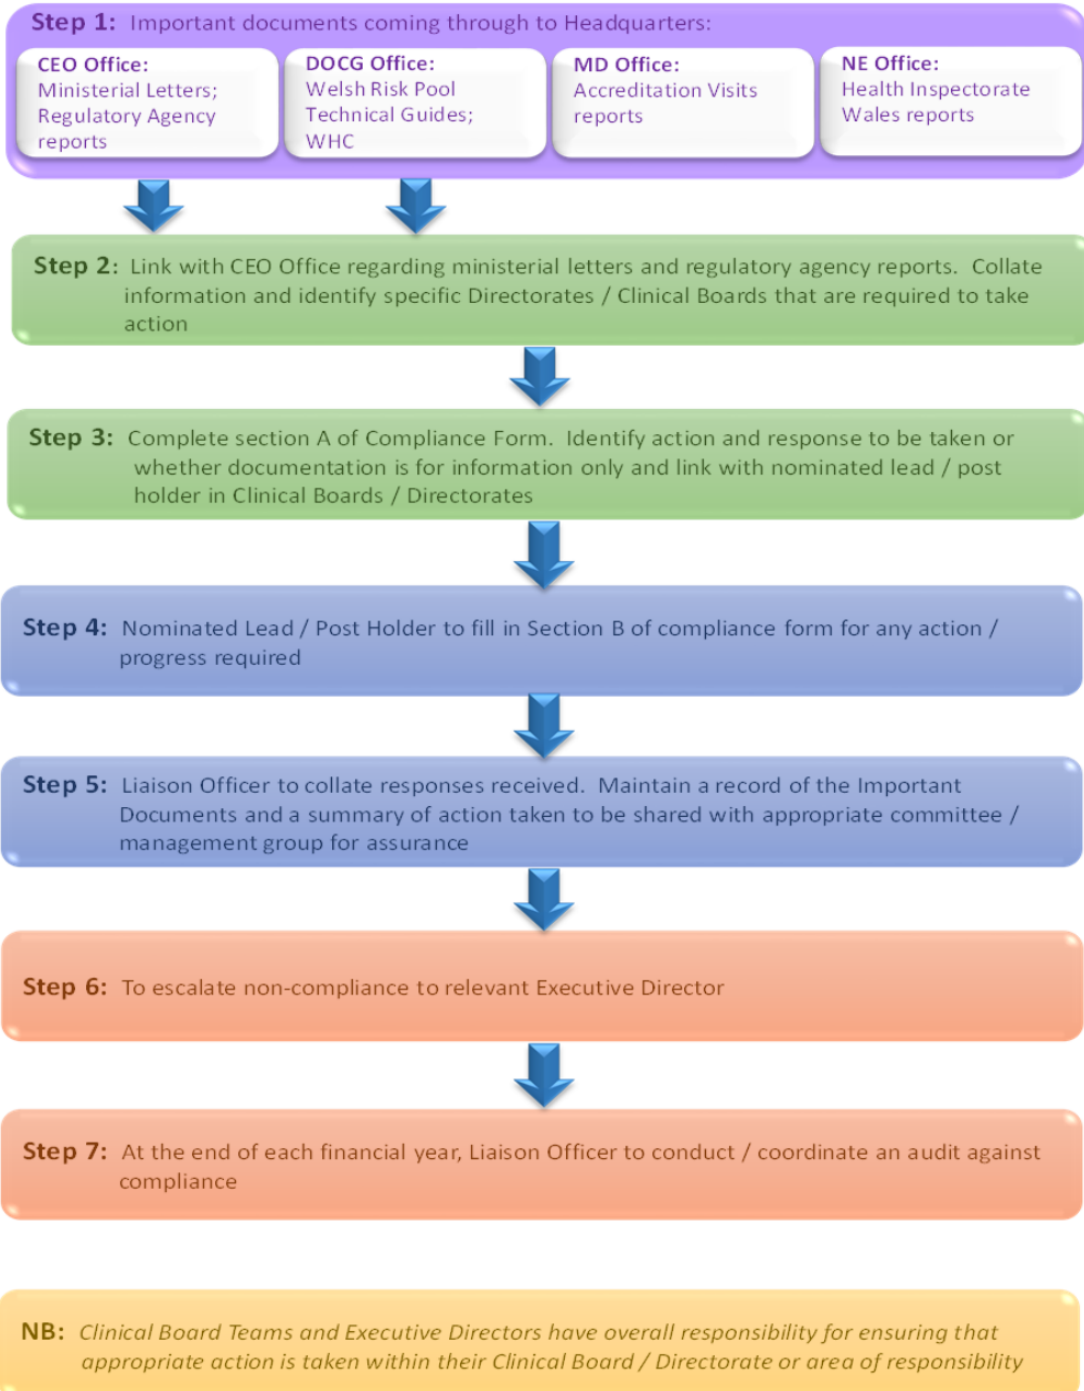 Step 1: Important documents coming through to Headquarters:
CEO Office:
Ministerial Letters;
Regulatory Agency
reports
DOCG Office:
Welsh Risk Pool
Technical Guides;
WHC
MD Office:
Accreditation Visits
reports
NE Office:
Health Inspectorate
Wales reports
Step 2: Link with CEO Office regarding ministerial letters and regulatory agency reports. Collate
information and identify specific Directorates / Clinical Boards that are required to take
action
Step 3: Complete section A of Compliance Form. Identify action and response to be taken or
whether documentation is for information only and link with nominated lead / post
holder in Clinical Boards / Directorates
Step 4: Nominated Lead / Post Holder to fill in Section B of compliance form for any action /
progress required
Step 5: Liaison Officer to collate responses received. Maintain a record of the Important
Documents and a summary of action taken to be shared with appropriate committee /
management group for assurance
Step 6: To escalate non-compliance to relevant Executive Director
Step 7: At the end of each financial year, Liaison Officer to conduct / coordinate an audit against
compliance
NB: Clinical Board Teams and Executive Directors have overall responsibility for ensuring that
appropriate action is taken within their Clinical Board / Directorate or area of responsibility